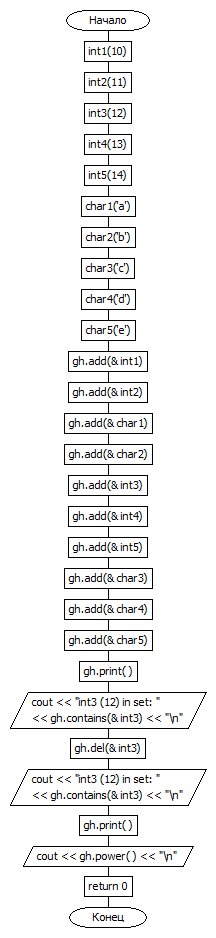 Начало
int1(10)
int2(11)
int3(12)
int4(13)
int5(14)
char1('a')
char2('b')
char3('c')
char4('d')
char5('e')
gh.add(& int1)
gh.add(& int2)
gh.add(& char1)
gh.add(& char2)
gh.add(& int3)
gh.add(& int4)
gh.add(& int5)
gh.add(& char3)
gh.add(& char4)
gh.add(& char5)
gh.print( )
cout << "int3 (12) in set: "
<< gh.contains(& int3) << "\n"
gh.del(& int3)
cout << "int3 (12) in set: "
<< gh.contains(& int3) << "\n"
gh.print( )
cout << gh.power( ) << "\n"
return 0
Конец